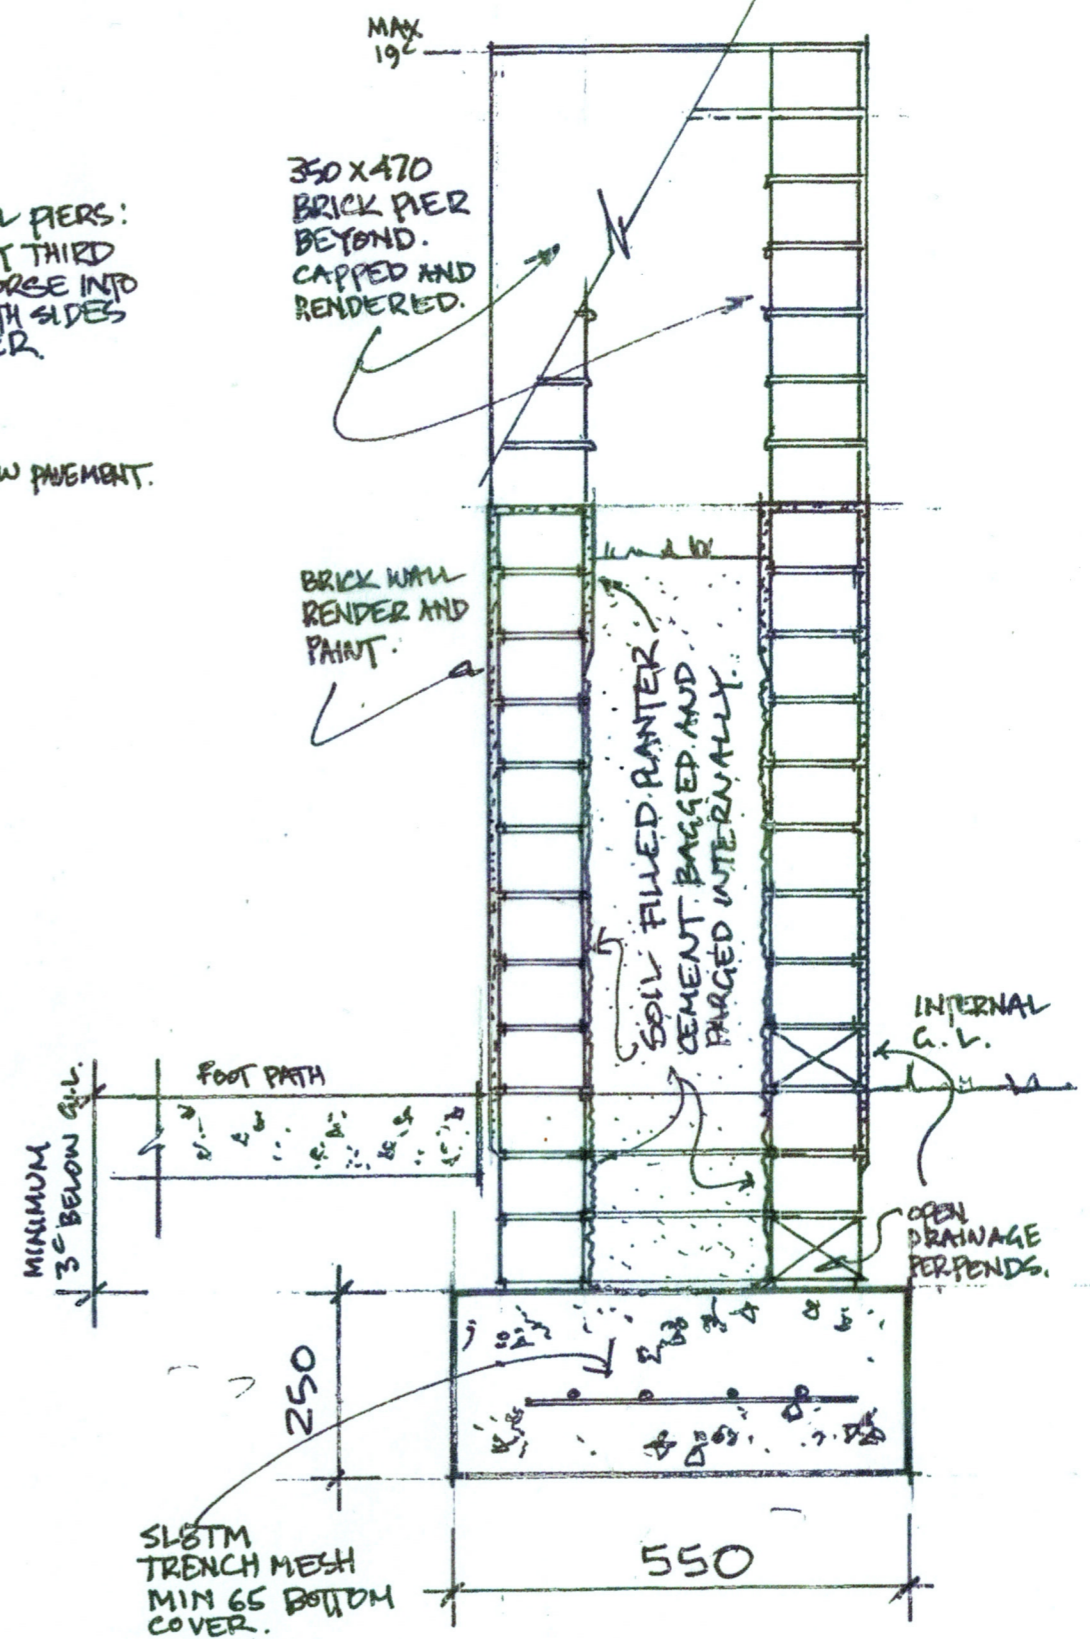 MAX.
19ᶜ
350 X 470
BRICK PIER
BEYOND.
CAPPED AND
RENDERED.
L PIERS:
THIRD
INTO
SIDES
PAVEMENT.
BRICK WALL
RENDER AND
PAINT.
SOIL FILLED PLANTER
CEMENT BAGGED AND
PARGED INTERNALLY.
INTERNAL
G.L.
FOOT PATH
MINIMUM
3ᶜ BELOW G.L.
OPEN
DRAINAGE
PERPENDS.
250
SL8TM
TRENCH MESH
MIN 65 BOTTOM
COVER.
550